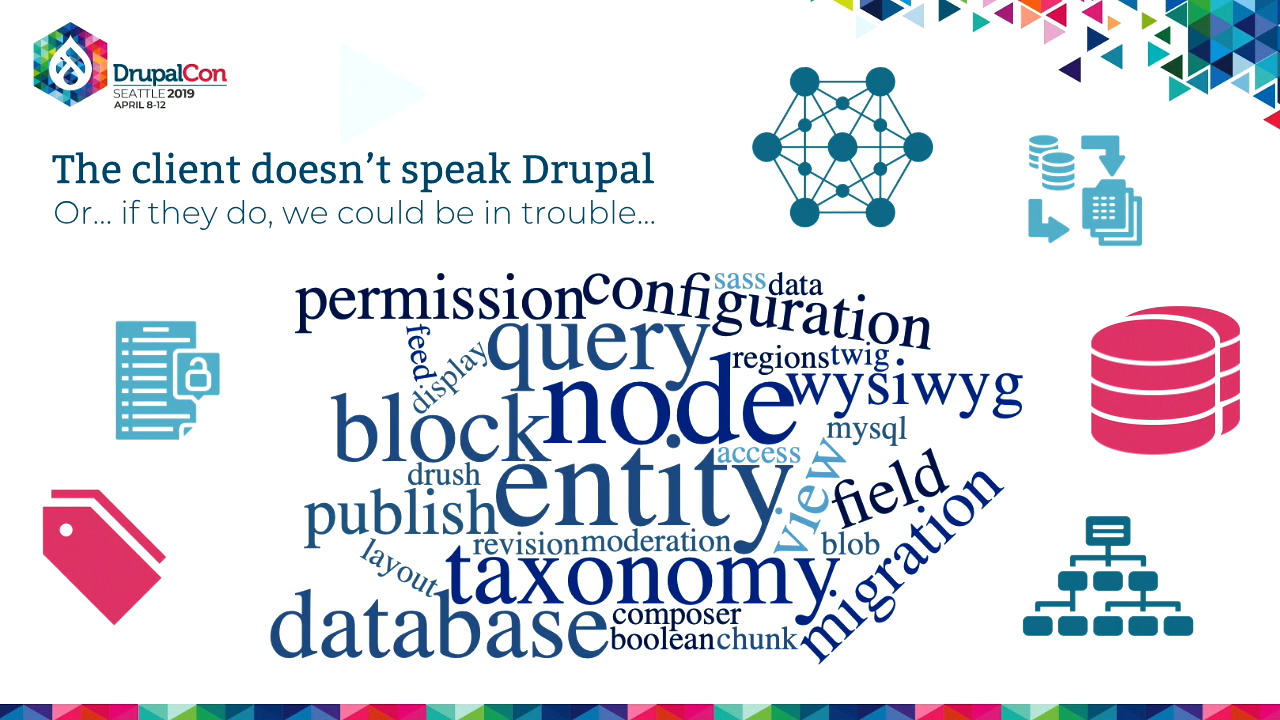 DrupalCon
SEATTLE 2019
APRIL 8-12
The client doesn't speak Drupal
Or... if they do, we could be in trouble...
permission
configuration
sass
data
feed
display
query
regions
twig
node
wysiwyg
block
mysql
access
drush
entity
view
field
publish
migration
revision
moderation
blob
layout
taxonomy
database
composer
boolean
chunk